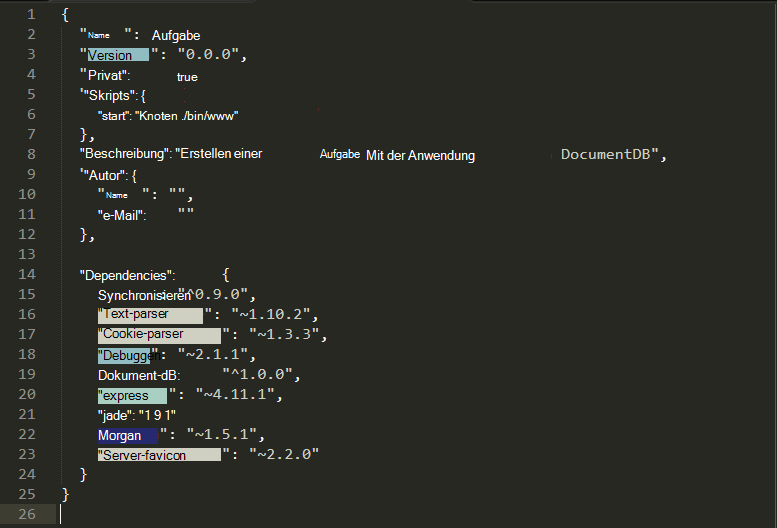 1 {
2 "Name ": Aufgabe
3 "Version ": "0.0.0",
4 "Privat": true
5 '"Skripts": {
6 "start": "Knoten ./bin/www"
7 },
8 "Beschreibung": "Erstellen einer Aufgabe Mit der Anwendung DocumentDB",
9 '"Autor": {
10 "Name ": "",
11 "e-Mail": ""
12 },
13
14 "Dependencies": {
15 Synchronisieren "^0.9.0",
16 "Text-parser ": "~1.10.2",
17 "Cookie-parser ": "~1.3.3",
18 "Debugger": "~2.1.1",
19 Dokument-dB: "^1.0.0",
20 "express ": "~4.11.1",
21 "jade": "1 9 1"
22 Morgan ": "~1.5.1",
23 "Server-favicon ": "~2.2.0"
24 }
25 }
26